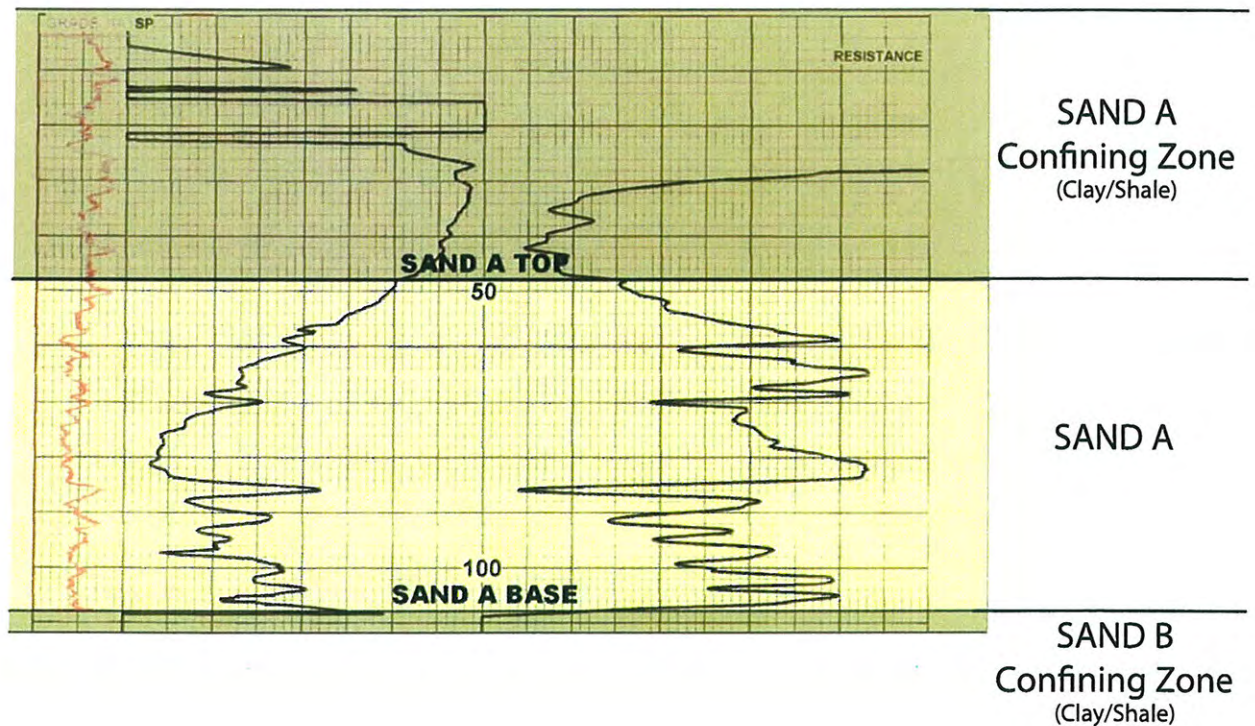 SP
RESISTANCE
SAND A
Confining Zone
(Clay/Shale)
SAND A TOP
50
SAND A
100
SAND A BASE
SAND B
Confining Zone
(Clay/Shale)